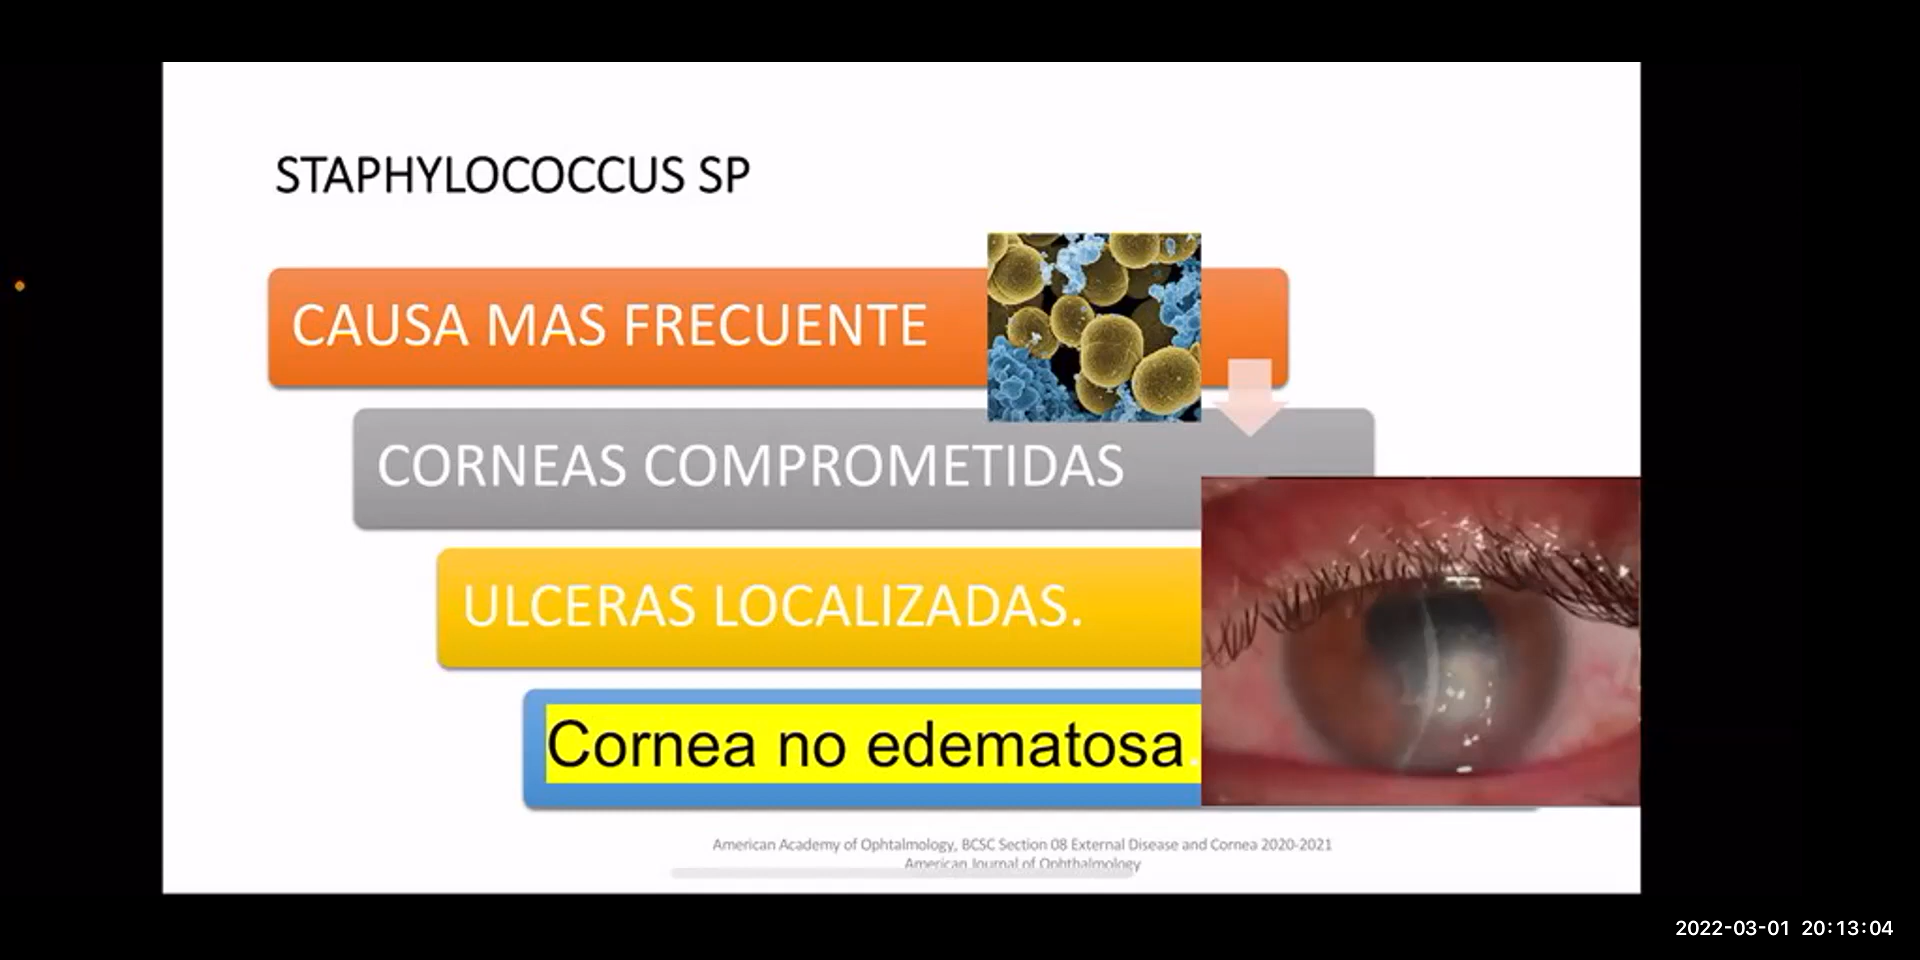 STAPHYLOCOCCUS SP
CAUSA MAS FRECUENTE
CORNEAS COMPROMETIDAS
ULCERAS LOCALIZADAS.
Cornea no edematosa.
American Academy of Ophtalmology, BCSC Section 08 External Disease and Cornea 2020-2021
American Journal of Ophthalmology
2022-03-01 20:13:04